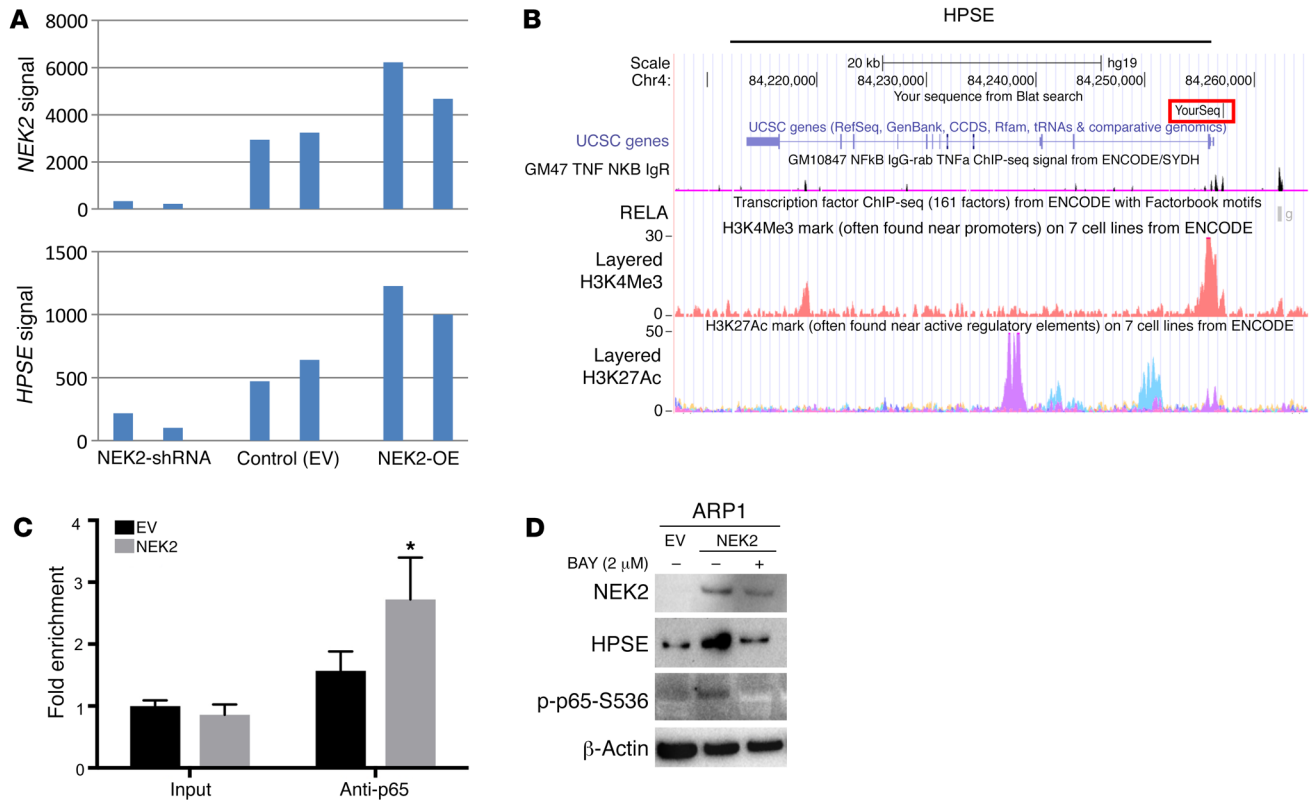 A
8000
6000
4000
2000
0
NEK2 signal
1500
1000
500
0
HPSE signal
NEK2-shRNA
Control (EV)
NEK2-OE
B
HPSE
Scale
20 kb
hg19
Chr4:
84,220,000
84,230,000
84,240,000
84,250,000
84,260,000
Your sequence from Blat search
YourSeq
UCSC genes (RefSeq, GenBank, CCDS, Rfam, tRNAs & comparative genomics)
UCSC genes
GM10847 NFkB IgG-rab TNFa ChIP-seq signal from ENCODE/SYDH
GM47 TNF NKB IgR
Transcription factor ChIP-seq (161 factors) from ENCODE with Factorbook motifs
RELA
g
H3K4Me3 mark (often found near promoters) on 7 cell lines from ENCODE
30
Layered
H3K4Me3
0
H3K27Ac mark (often found near active regulatory elements) on 7 cell lines from ENCODE
50
Layered
H3K27Ac
0
C
4
3
2
1
0
Fold enrichment
EV
NEK2
*
Input
Anti-p65
D
ARP1
EV
NEK2
BAY (2 μM)
–
–
+
NEK2
HPSE
p-p65-S536
β-Actin